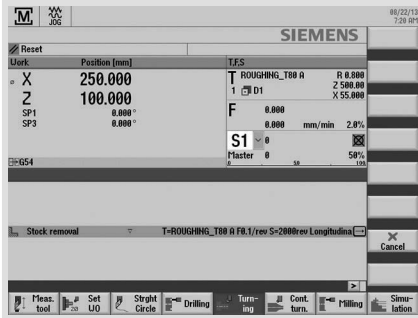 M JOG 08/22/13
7:20 AM
SIEMENS
Reset
Work Position [mm] T,F,S
X 250.000 T ROUGHING_T80 A R 0.800
1 D1 Z 500.00
Z 100.000 X 55.000
SP1 0.000 ° F 0.000
SP3 0.000 ° 0.000 mm/min 2.0%
S1 0
Master 0 50%
G54 0 50 100
Stock removal T=ROUGHING_T80 A F0.1/rev S=2000rev Longitudina
Cancel
Meas. tool
Set WO
Strght Circle
Drilling
Turn- ing
Cont. turn.
Milling
Simu- lation